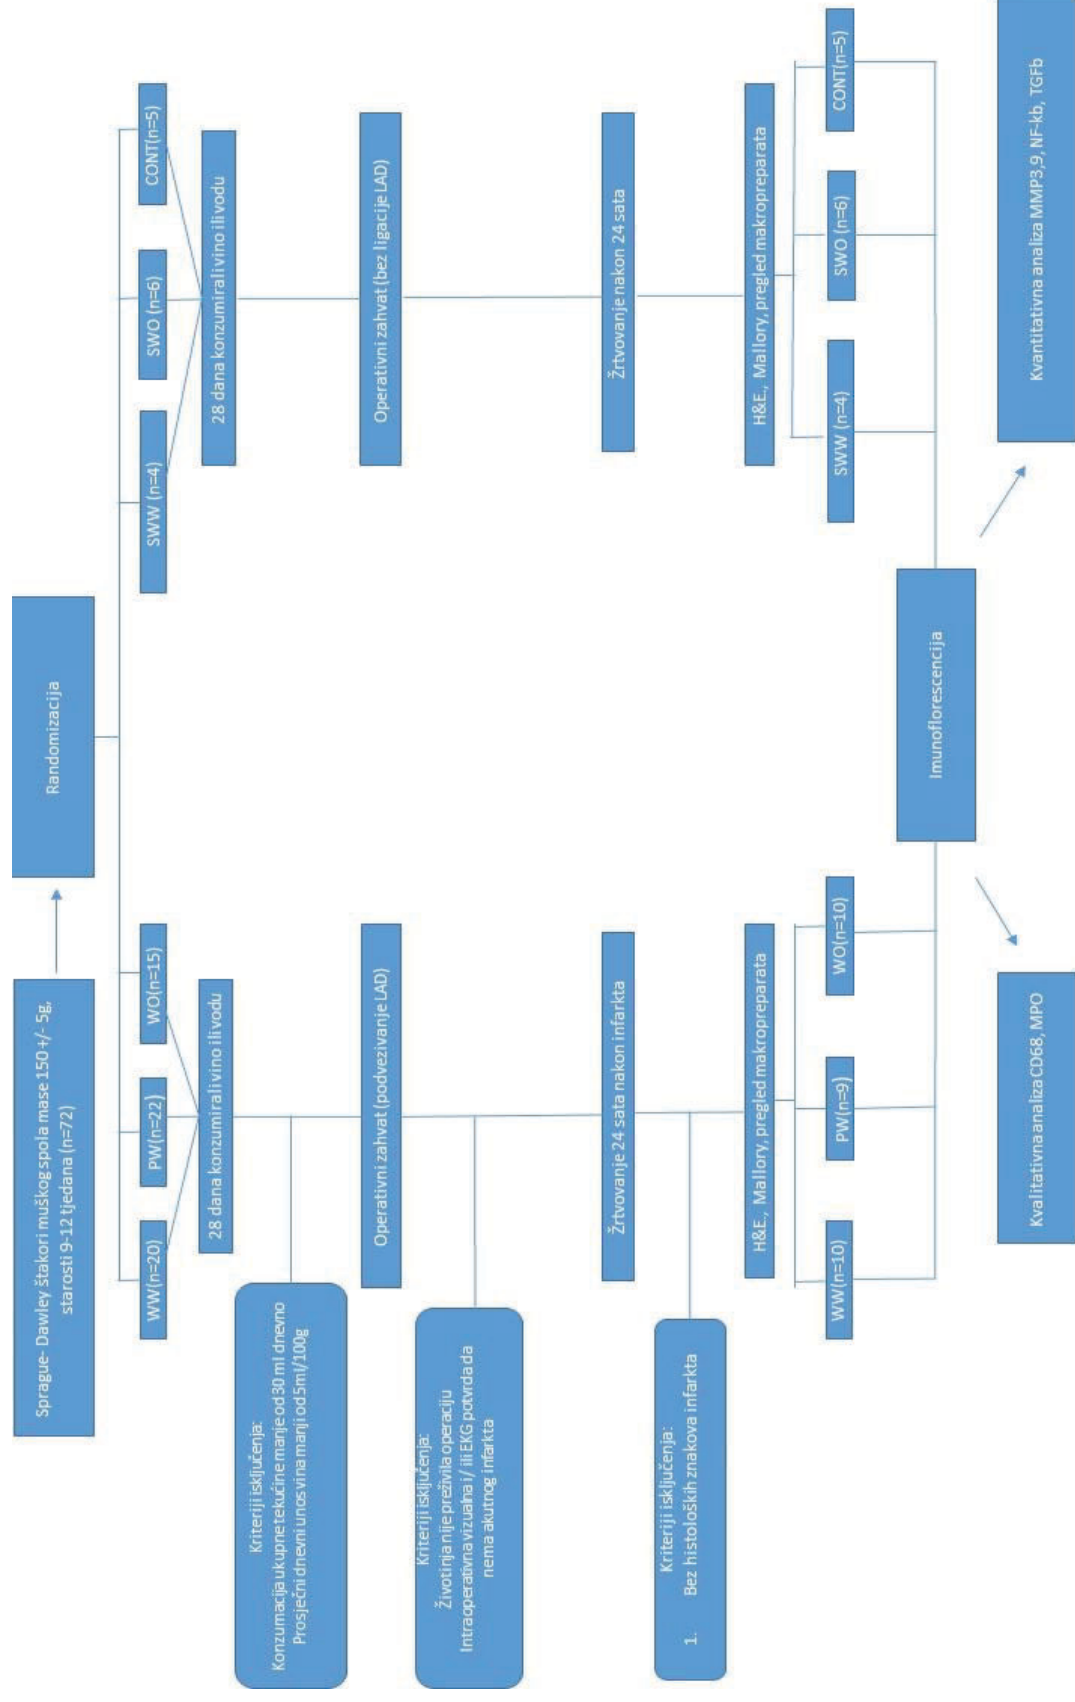 Sprague- Dawley štakori muškog spola mase 150 +/- 5g,
starosti 9-12 tjedana (n=72)
Randomizacija
WW(n=20)
PW(n=22)
WO(n=15)
SWW (n=4)
SWO (n=6)
CONT(n=5)
28 dana konzumirali vino ili vodu
28 dana konzumirali vino ili vodu
Kriteriji isključenja:
Konzumacija ukupne tekućine manje od 30 ml dnevno
Prosječni dnevni unos vina manji od 5ml/100g
Operativni zahvat (podvezivanje LAD)
Operativni zahvat (bez ligacije LAD)
Kriteriji isključenja:
Životinja nije preživila operaciju
Intraoperativna vizualna i/ ili EKG potvrda da
nema akutnog infarkta
Žrtvovanje 24 sata nakon infarkta
Žrtvovanje nakon 24 sata
Kriteriji isključenja:
1. Bez histoloških znakova infarkta
H&E., Mallory, pregled makropreparata
H&E., Mallory, pregled makropreparata
WW(n=10)
PW(n=9)
WO(n=10)
SWW (n=4)
SWO (n=6)
CONT(n=5)
Imunoflorescencija
Kvalitativna analiza CD68, MPO
Kvantitativna analiza MMP3,9, NF-kb, TGFb